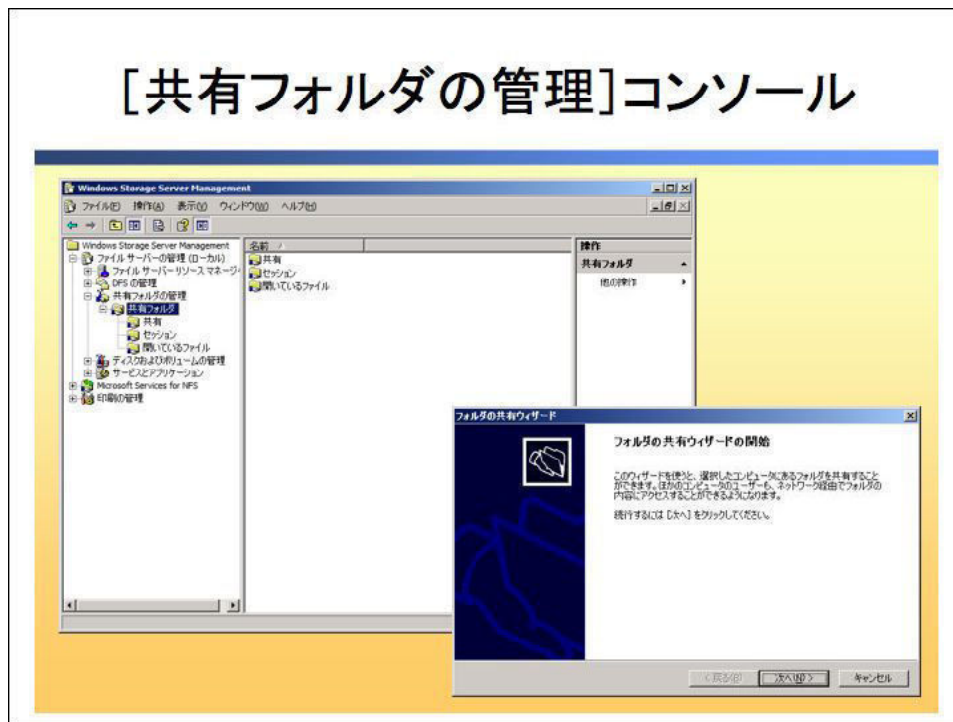 [共有フォルダの管理]コンソール
Windows Storage Server Management
ファイル(F) 操作(A) 表示(V) ウィンドウ(W) ヘルプ(H)
Windows Storage Server Management
ファイル サーバーの管理 (ローカル)
ファイル サーバー リソース マネージ
DFS の管理
共有フォルダの管理
共有フォルダ
共有
セッション
開いているファイル
ディスクおよびボリュームの管理
サービスとアプリケーション
Microsoft Services for NFS
印刷の管理
名前
共有
セッション
開いているファイル
操作
共有フォルダ
他の操作
フォルダの共有ウィザード
フォルダの共有ウィザードの開始
このウィザードを使うと、選択したコンピュータにあるフォルダを共有すること
ができます。ほかのコンピュータのユーザーも、ネットワーク経由でフォルダの
内容にアクセスすることができるようになります。
続行するには [次へ] をクリックしてください。
< 戻る(B) 次へ(N) > キャンセル